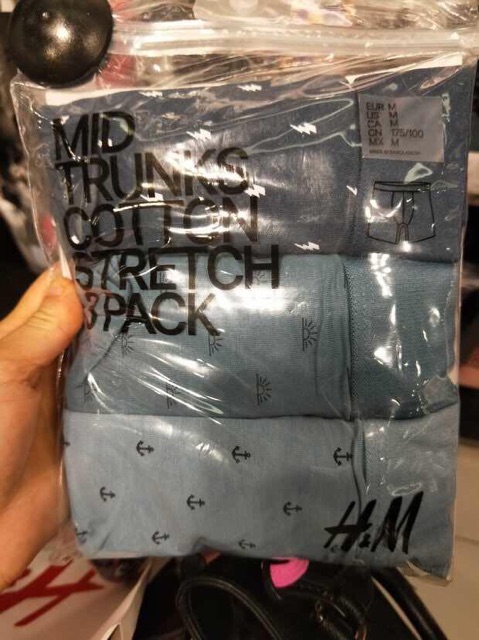 MID
TRUNKS
COTTON
STRETCH
3 PACK
EUR M
US M
CA M
CN 175/100
MX M
H&M